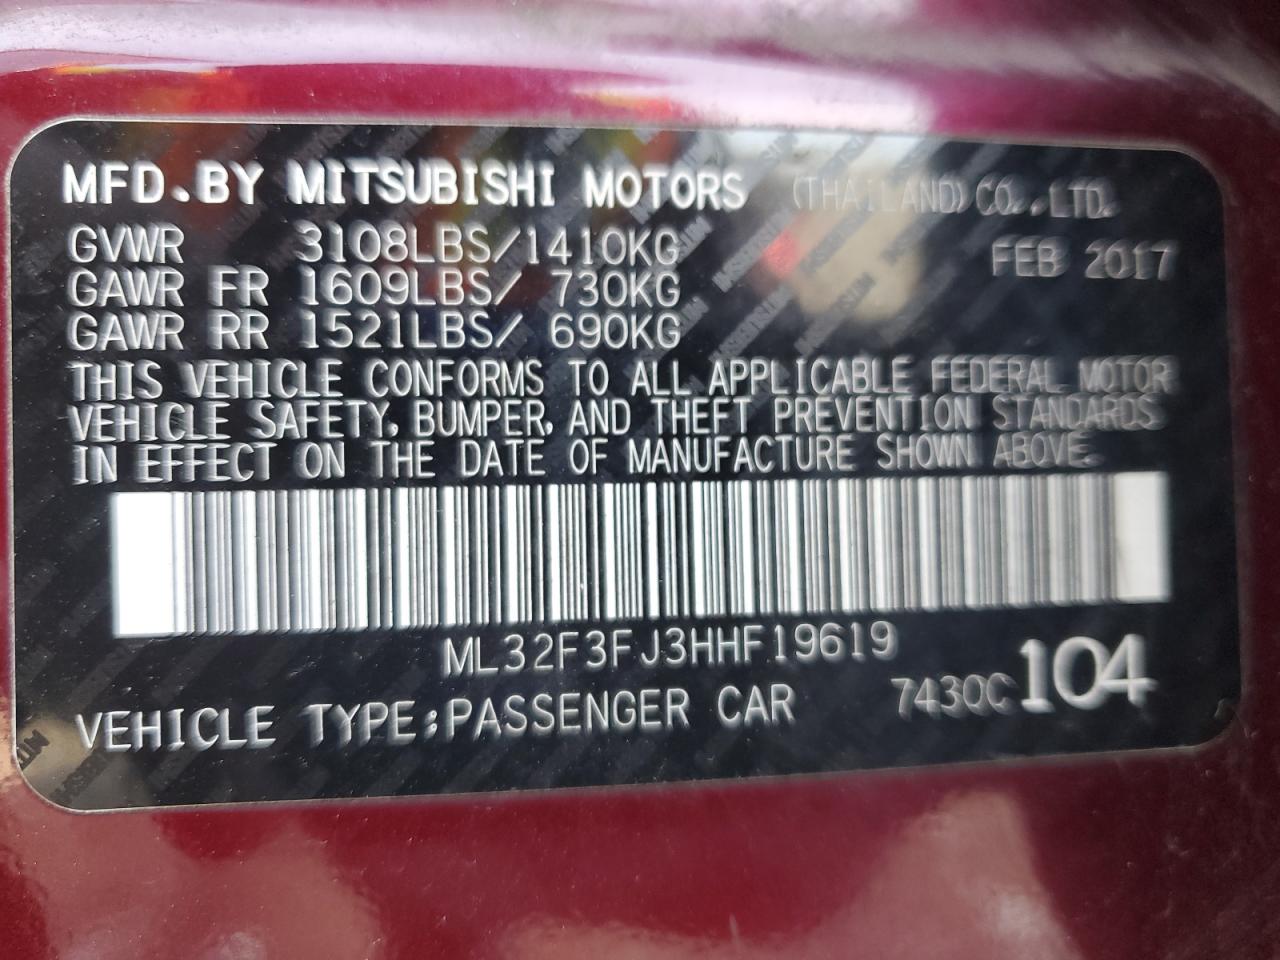 MFD.BY MITSUBISHI MOTORS (THAILAND) CO.,LTD.
GVWR 3108LBS/1410KG FEB 2017
GAWR FR 1609LBS/ 730KG
GAWR RR 1521LBS/ 690KG
THIS VEHICLE CONFORMS TO ALL APPLICABLE FEDERAL MOTOR
VEHICLE SAFETY, BUMPER, AND THEFT PREVENTION STANDARDS
IN EFFECT ON THE DATE OF MANUFACTURE SHOWN ABOVE.
ML32F3FJ3HHF19619
VEHICLE TYPE:PASSENGER CAR 7430C 104